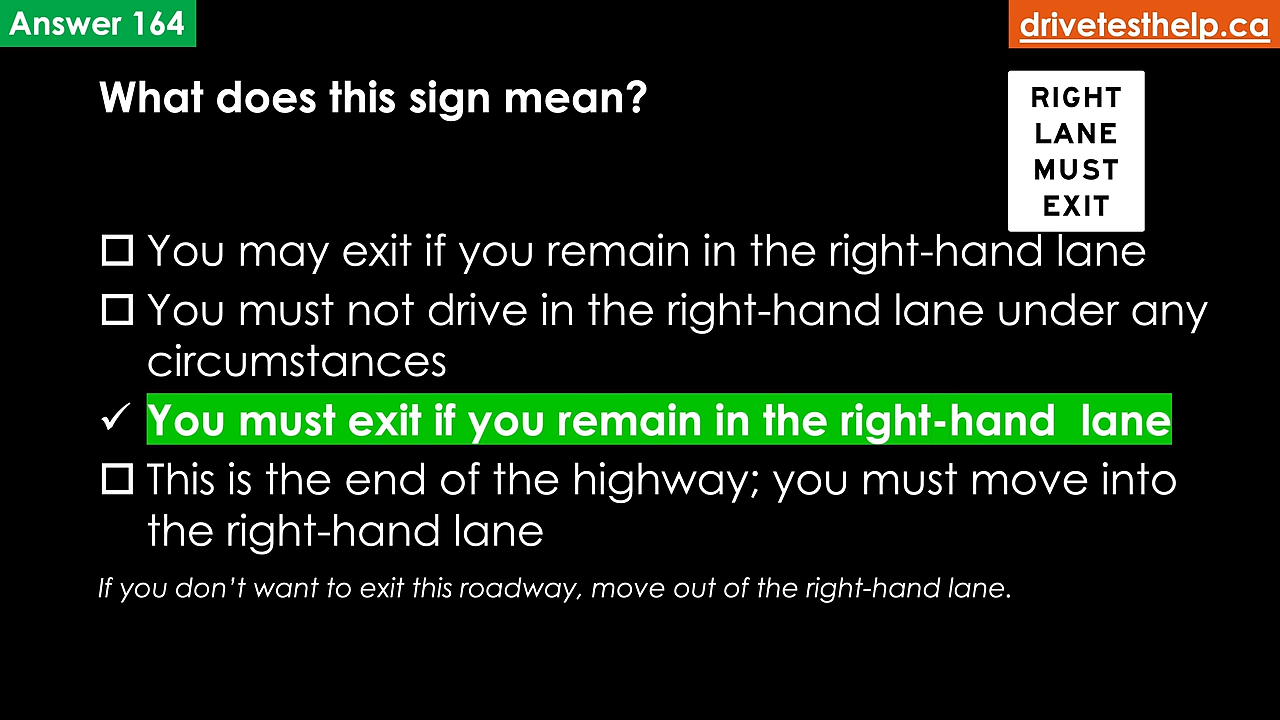 Answer 164
drivetesthelp.ca
What does this sign mean?
RIGHT
LANE
MUST
EXIT
You may exit if you remain in the right-hand lane
You must not drive in the right-hand lane under any
circumstances
You must exit if you remain in the right-hand  lane
This is the end of the highway; you must move into
the right-hand lane
If you don’t want to exit this roadway, move out of the right-hand lane.